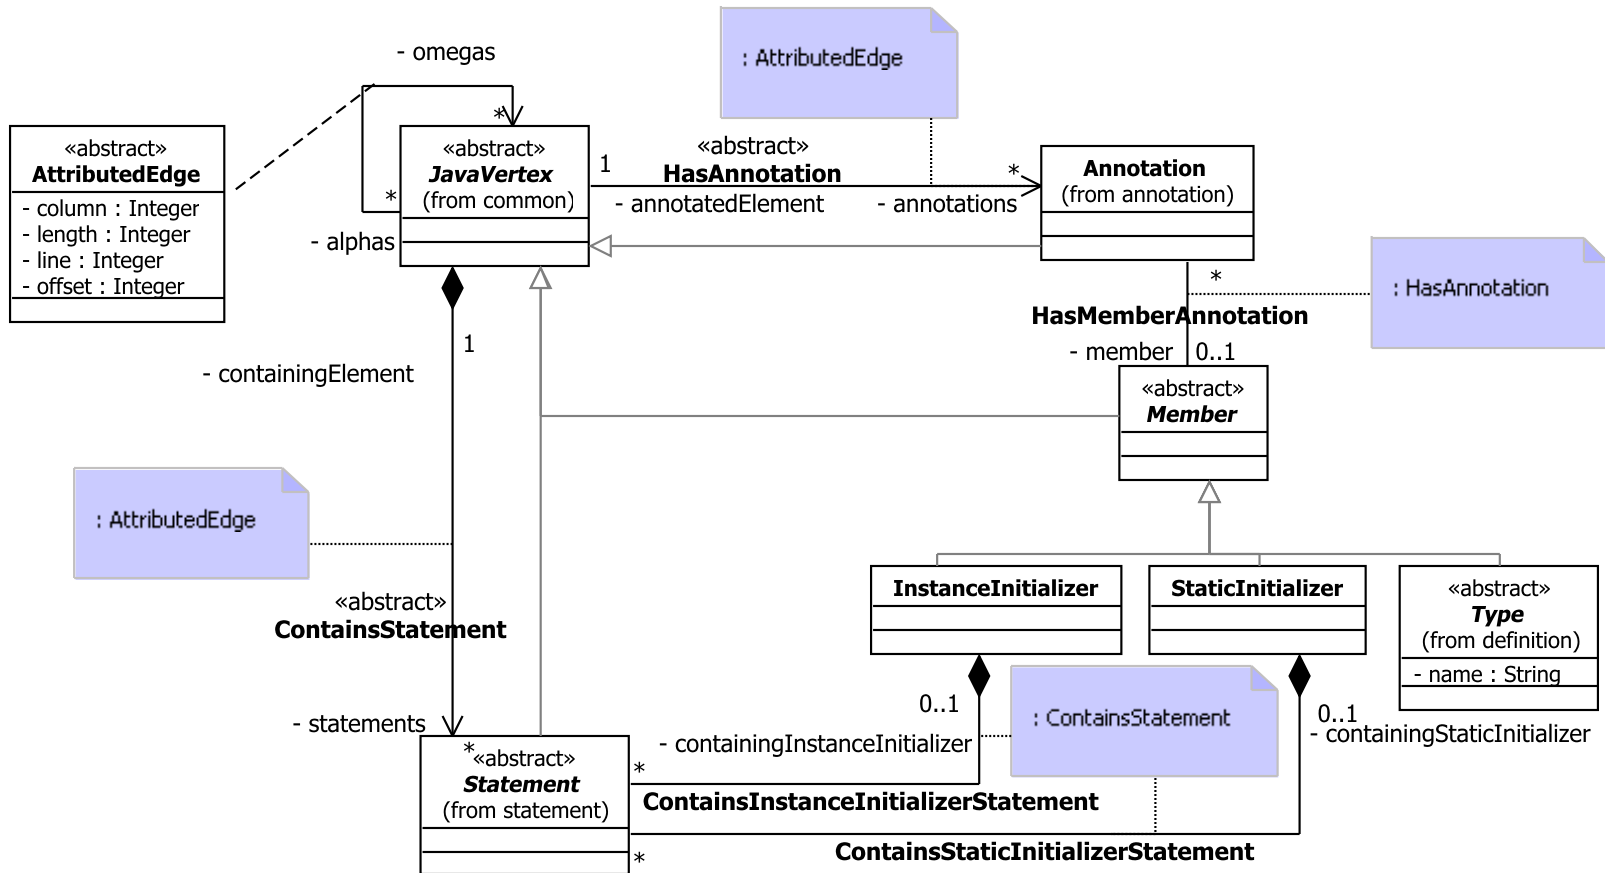 - omegas
: AttributedEdge
*
«abstract»
AttributedEdge
- column : Integer
- length : Integer
- line : Integer
- offset : Integer
«abstract»
JavaVertex
(from common)
*
- alphas
1
«abstract»
HasAnnotation
- annotatedElement
*
- annotations
Annotation
(from annotation)
*
: HasAnnotation
HasMemberAnnotation
- member
0..1
1
- containingElement
«abstract»
Member
: AttributedEdge
«abstract»
ContainsStatement
InstanceInitializer
StaticInitializer
«abstract»
Type
(from definition)
- name : String
0..1
: ContainsStatement
0..1
- containingStaticInitializer
- statements
- containingInstanceInitializer
*
«abstract»
Statement
(from statement)
*
ContainsInstanceInitializerStatement
*
ContainsStaticInitializerStatement